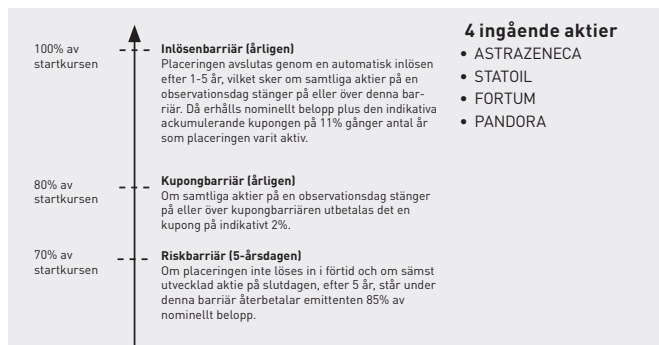 100% av
startkursen
Inlösenbarriär (årligen)
Placeringen avslutas genom en automatisk inlösen
efter 1-5 år, vilket sker om samtliga aktier på en
observationsdag stänger på eller över denna bar-
riär. Då erhålls nominellt belopp plus den indikativa
ackumulerande kupongen på 11% gånger antal år
som placeringen varit aktiv.
80% av
startkursen
Kupongbarriär (årligen)
Om samtliga aktier på en observationsdag stänger
på eller över kupongbarriären utbetalas det en
kupong på indikativt 2%.
70% av
startkursen
Riskbarriär (5-årsdagen)
Om placeringen inte löses in i förtid och om sämst
utvecklad aktie på slutdagen, efter 5 år, står under
denna barriär återbetalar emittenten 85% av
nominellt belopp.
4 ingående aktier
• ASTRAZENECA
• STATOIL
• FORTUM
• PANDORA